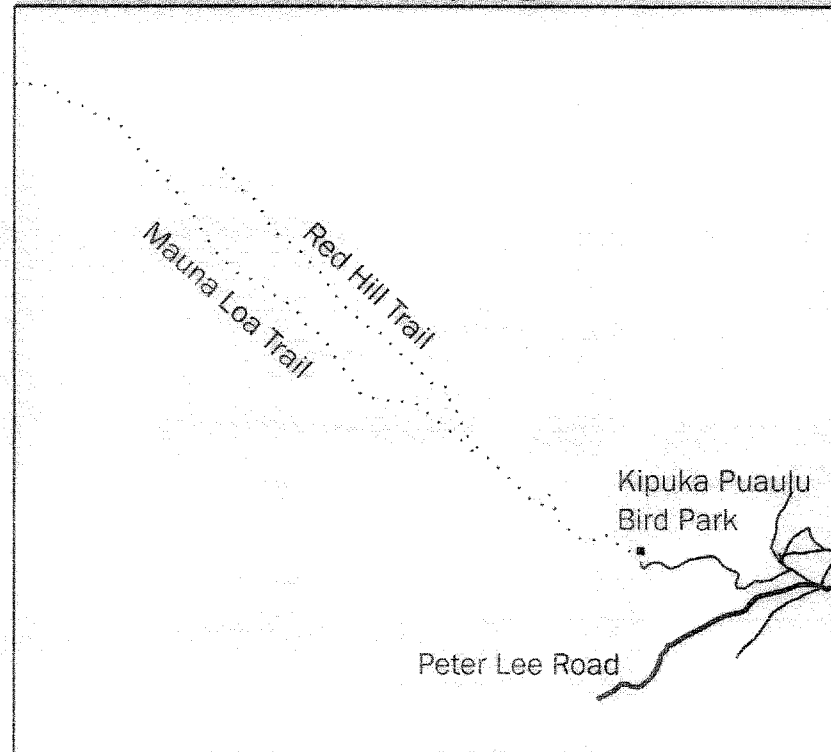 Red Hill Trail
Mauna Loa Trail
Kipuka Puaulu
Bird Park
Peter Lee Road